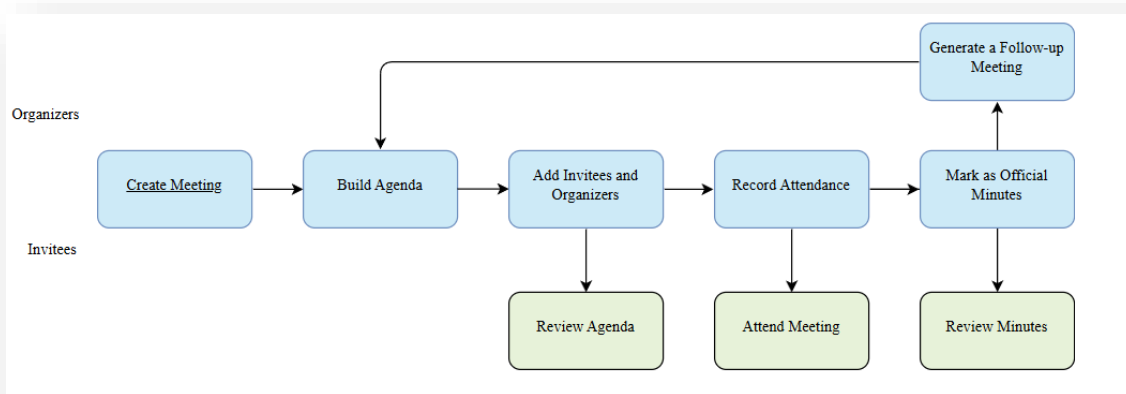 Generate a Follow-up
Meeting
Organizers
Create Meeting
Build Agenda
Add Invitees and
Organizers
Record Attendance
Mark as Official
Minutes
Invitees
Review Agenda
Attend Meeting
Review Minutes